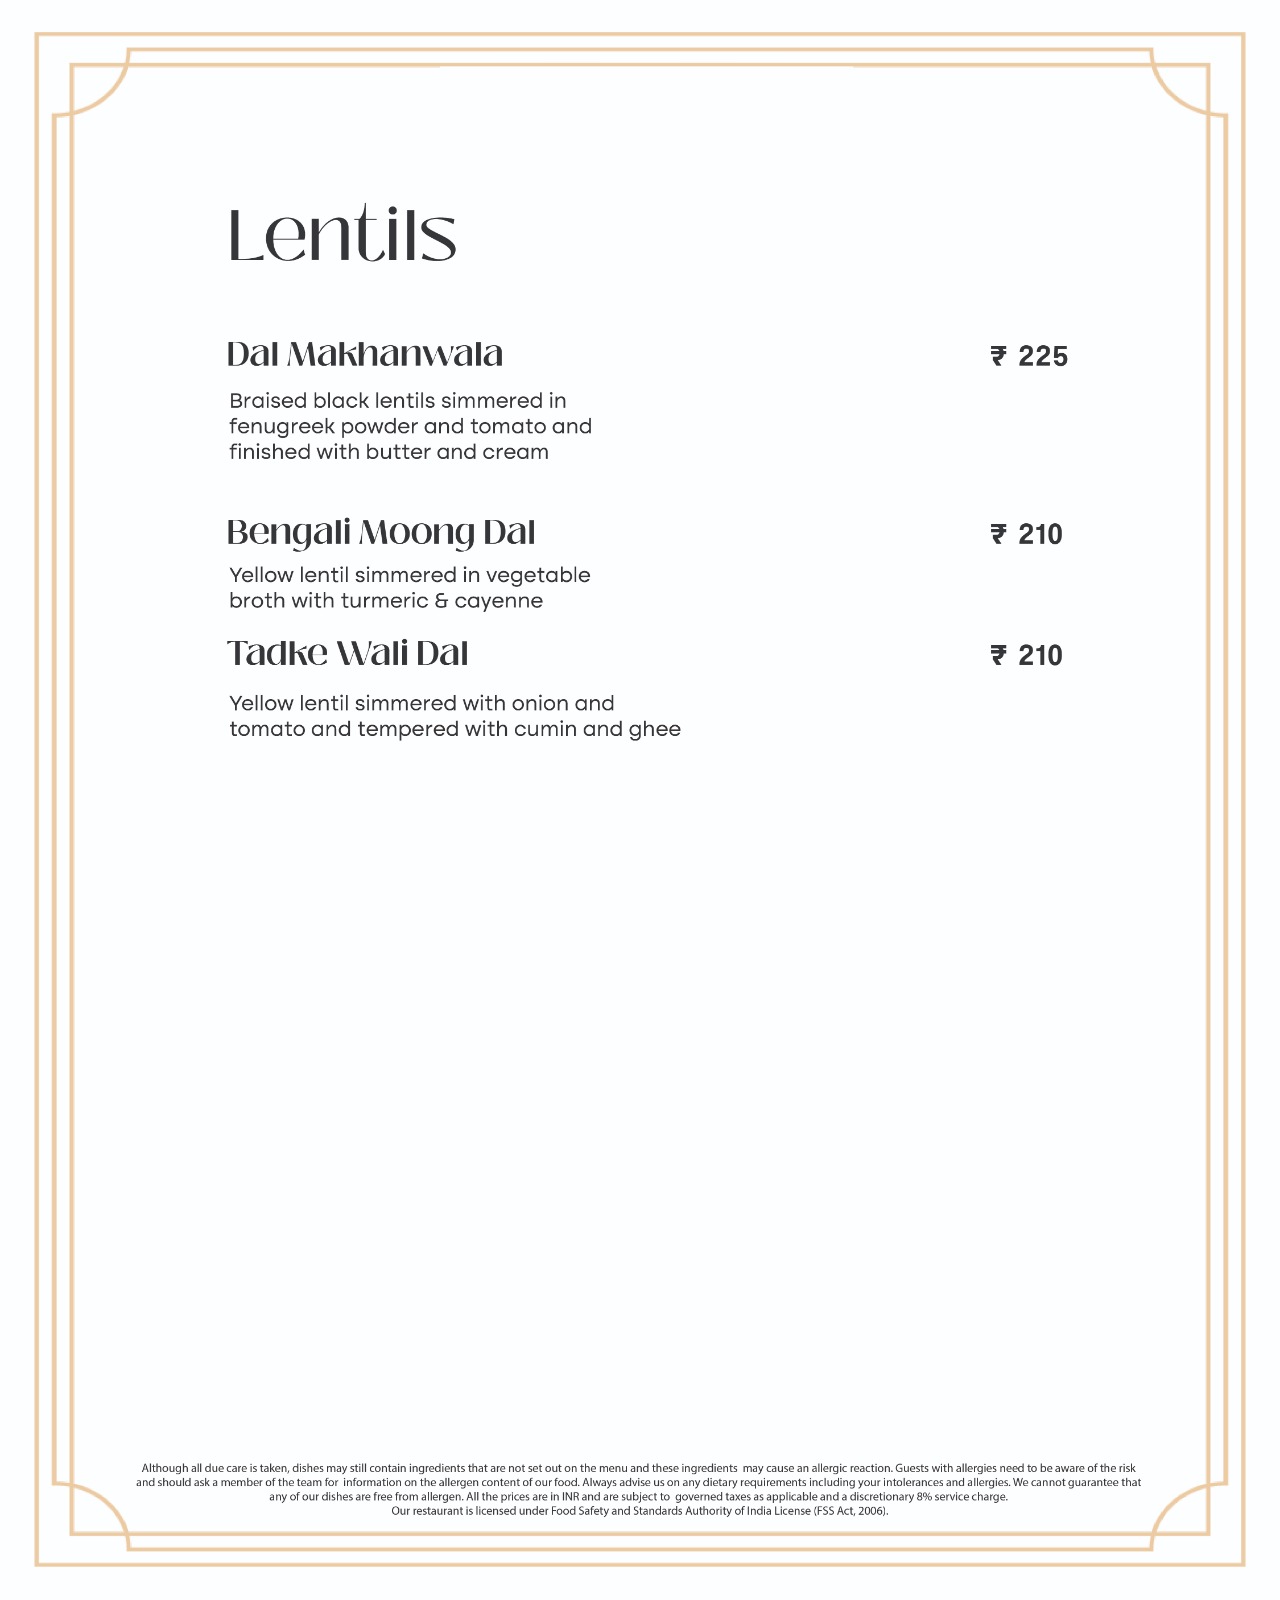 Lentils
Dal Makhanwala ₹ 225
Braised black lentils simmered in
fenugreek powder and tomato and
finished with butter and cream
Bengali Moong Dal ₹ 210
Yellow lentil simmered in vegetable
broth with turmeric & cayenne
Tadke Wali Dal ₹ 210
Yellow lentil simmered with onion and
tomato and tempered with cumin and ghee
Although all due care is taken, dishes may still contain ingredients that are not set out on the menu and these ingredients may cause an allergic reaction. Guests with allergies need to be aware of the risk
and should ask a member of the team for information on the allergen content of our food. Always advise us on any dietary requirements including your intolerances and allergies. We cannot guarantee that
any of our dishes are free from allergen. All the prices are in INR and are subject to governed taxes as applicable and a discretionary 8% service charge.
Our restaurant is licensed under Food Safety and Standards Authority of India License (FSS Act, 2006).